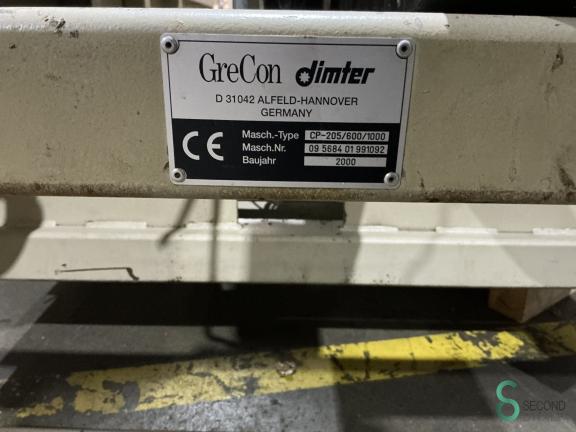 GreCon dimter
D 31042 ALFELD-HANNOVER
GERMANY
CE
Masch.-Type CP-205/600/1000
Masch.Nr. 09 5684 01 991092
Baujahr 2000
S SECOND